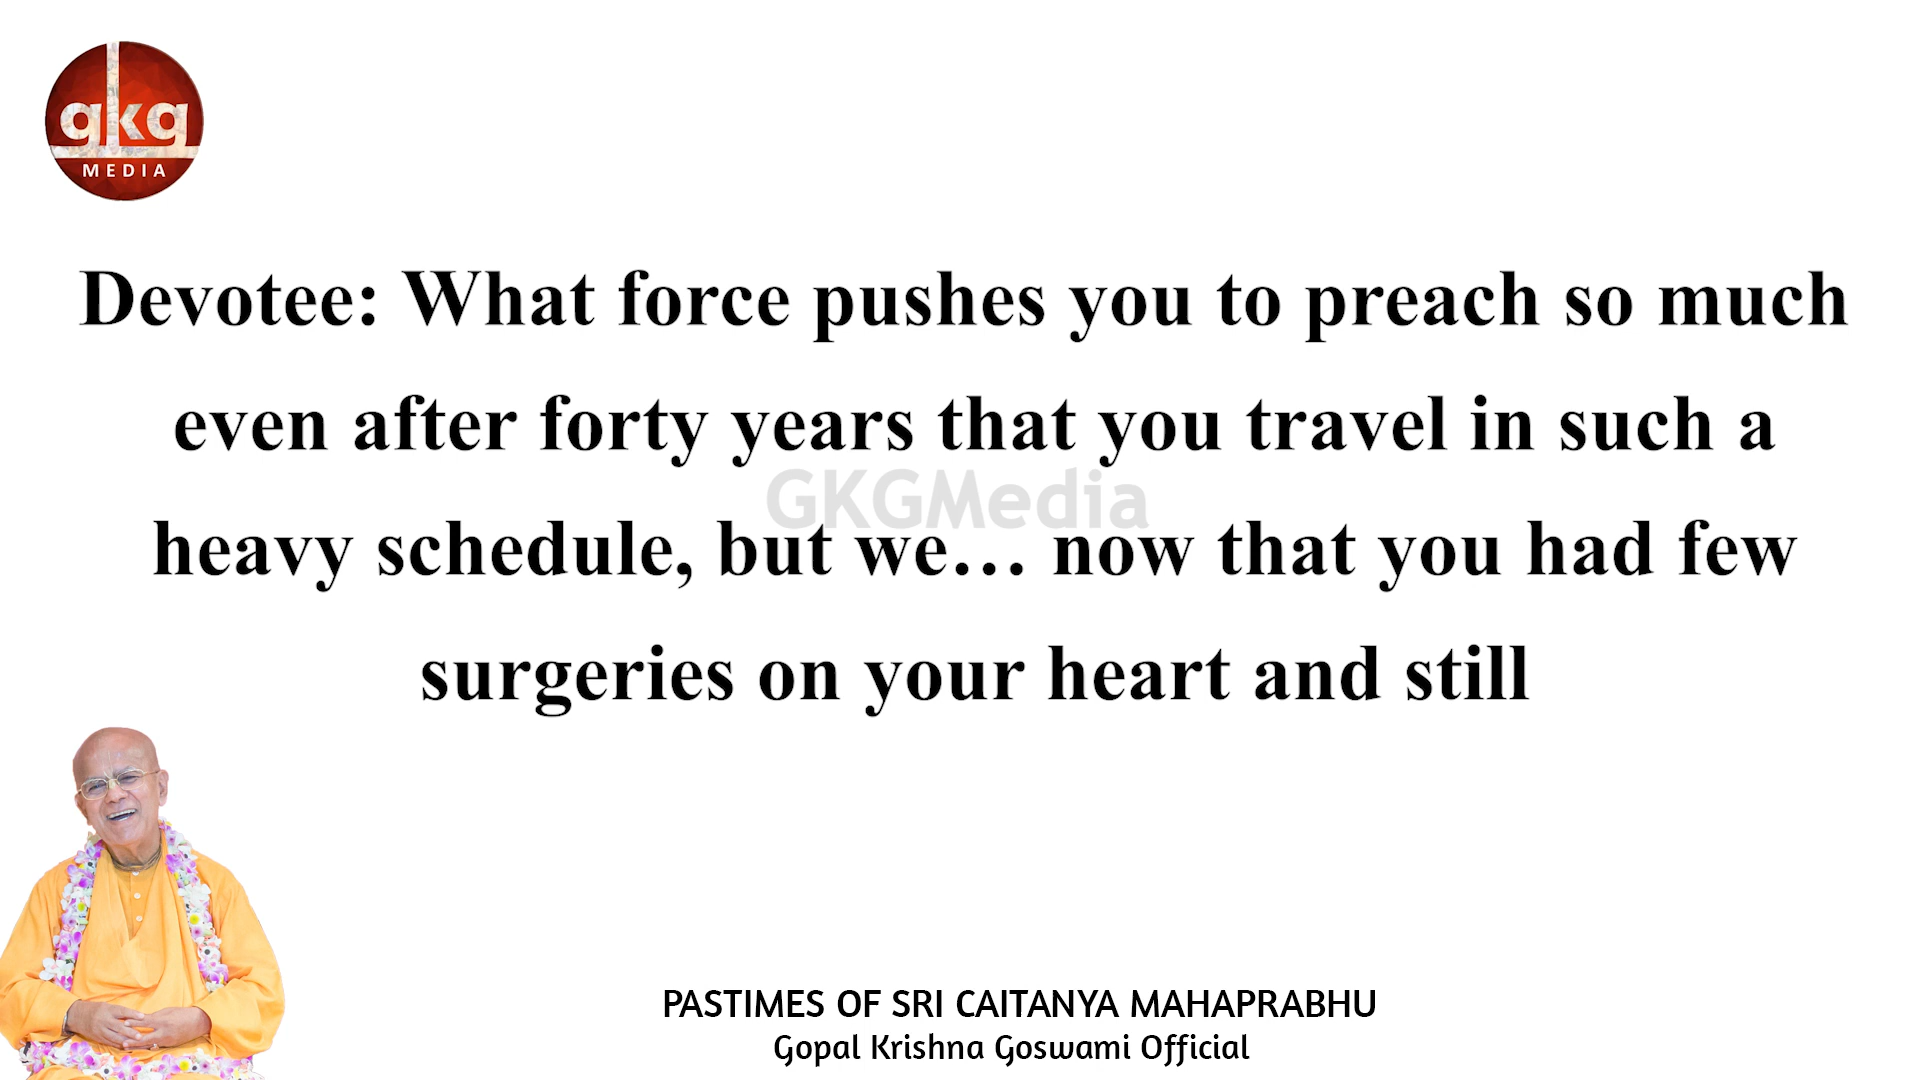 gkg
MEDIA
Devotee: What force pushes you to preach so much
even after forty years that you travel in such a
GKGMedia
heavy schedule, but we… now that you had few
surgeries on your heart and still
PASTIMES OF SRI CAITANYA MAHAPRABHU
Gopal Krishna Goswami Official